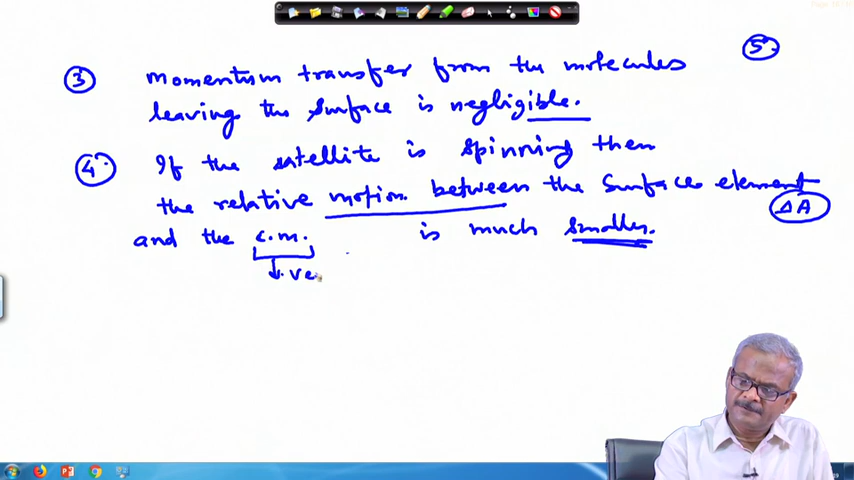 5
3 momentum transfer from the molecules
leaving the surface is negligible.
4 If the satellite is spinning then
the relative motion between the surface element
ΔA
and the c.m. is much smaller.
ve